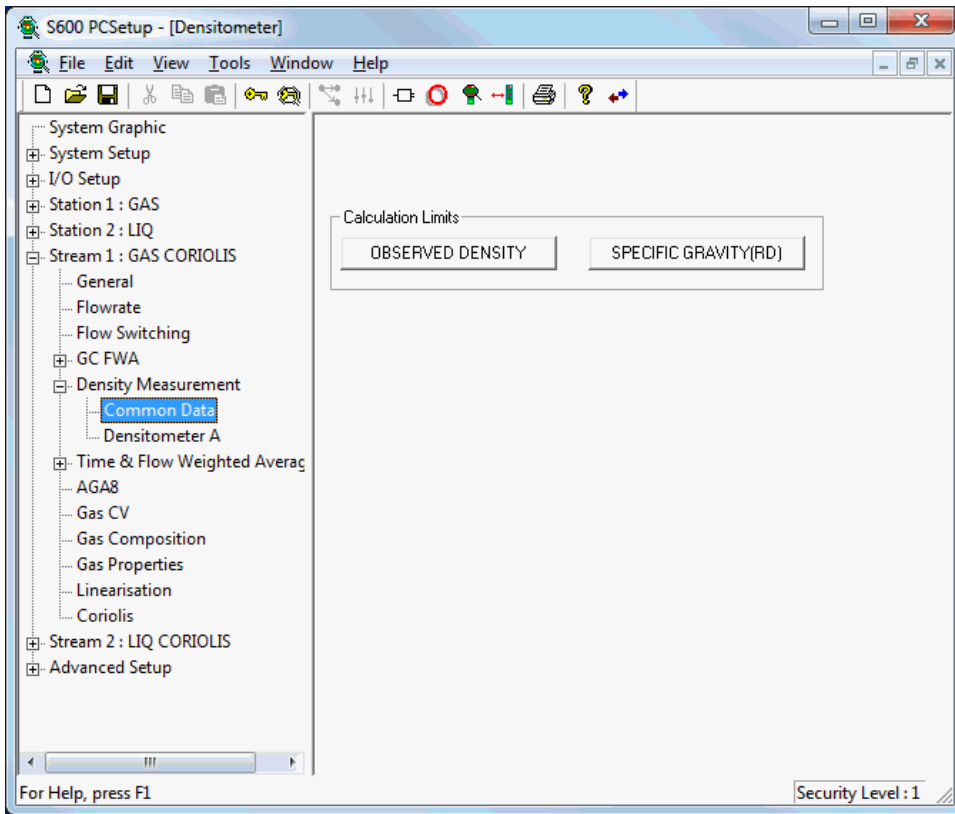 S600 PCSetup - [Densitometer]
File Edit View Tools Window Help
System Graphic
System Setup
I/O Setup
Station 1 : GAS
Station 2 : LIQ
Stream 1 : GAS CORIOLIS
General
Flowrate
Flow Switching
GC FWA
Density Measurement
Common Data
Densitometer A
Time & Flow Weighted Averag
AGA8
Gas CV
Gas Composition
Gas Properties
Linearisation
Coriolis
Stream 2 : LIQ CORIOLIS
Advanced Setup
Calculation Limits
OBSERVED DENSITY SPECIFIC GRAVITY(RD)
For Help, press F1 Security Level : 1